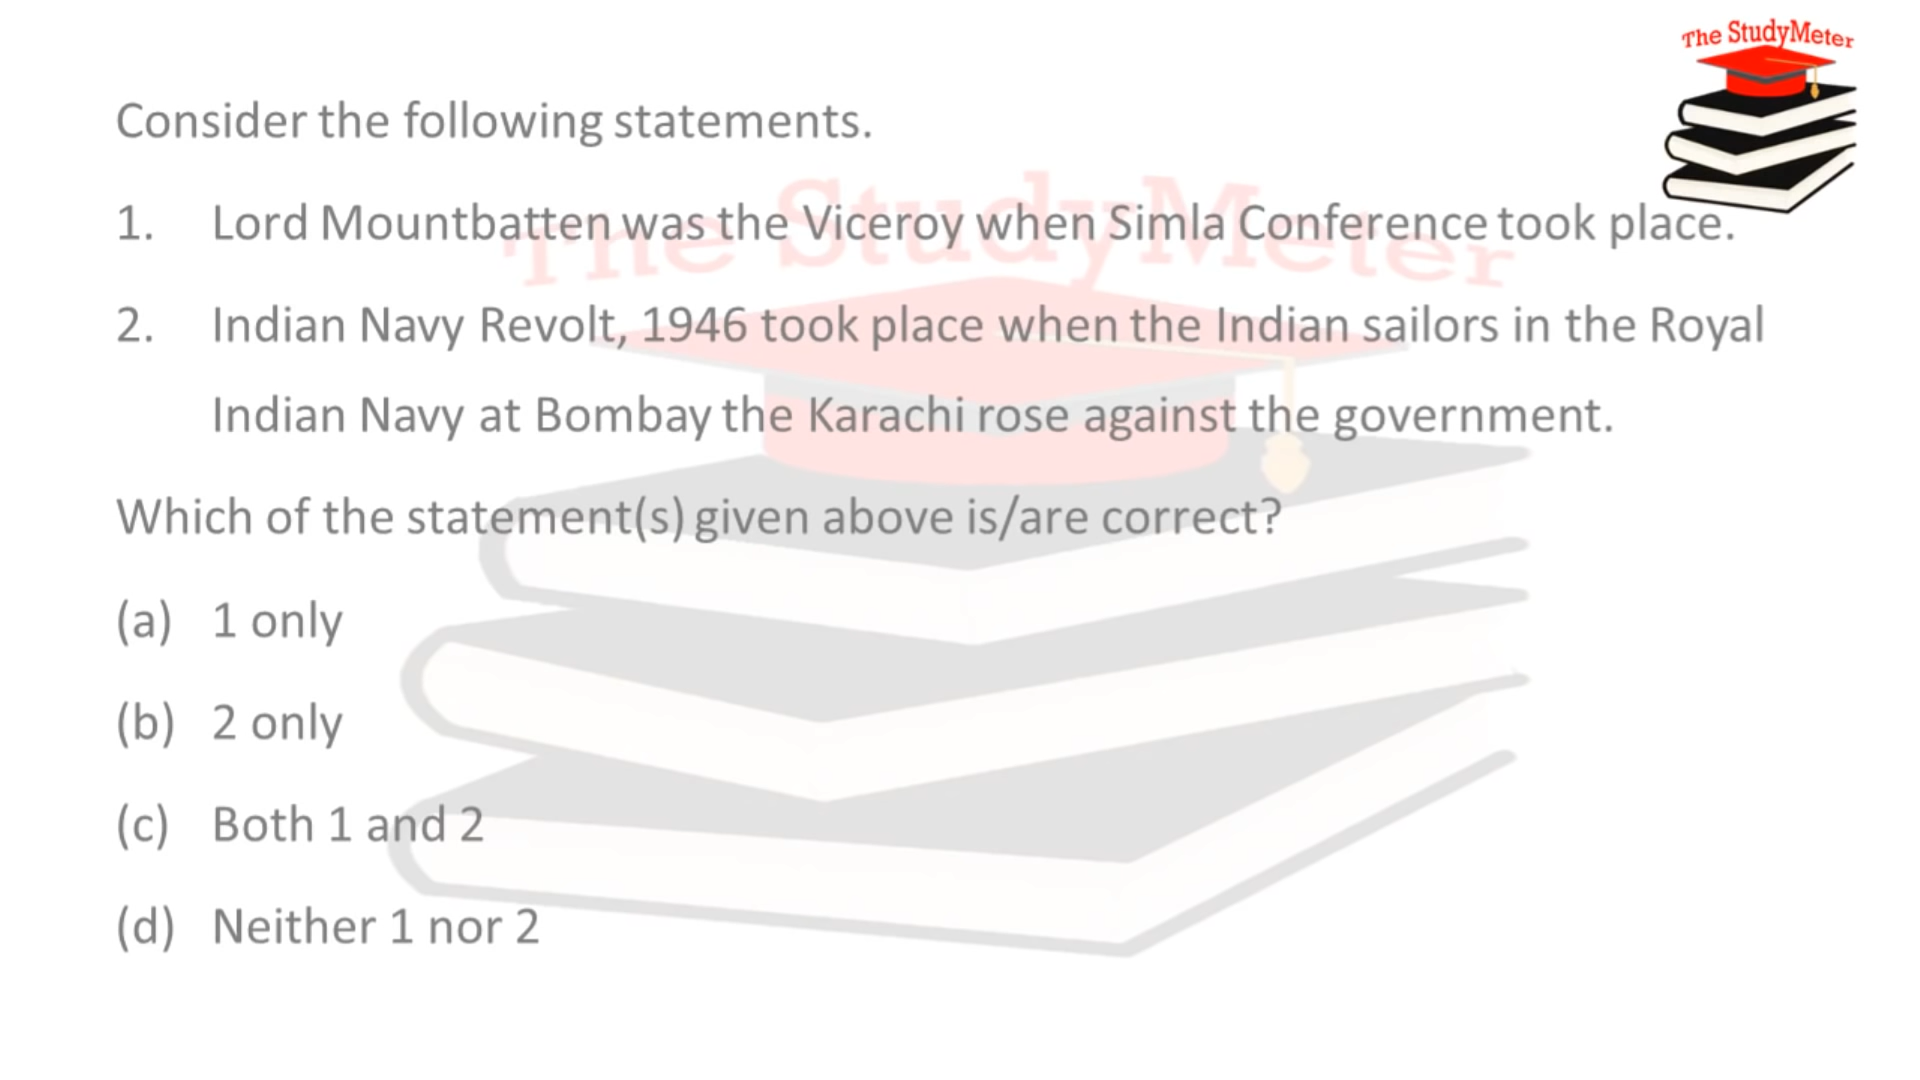 The StudyMeter
Consider the following statements.
1. Lord Mountbatten was the Viceroy when Simla Conference took place.
The StudyMeter
2. Indian Navy Revolt, 1946 took place when the Indian sailors in the Royal
Indian Navy at Bombay the Karachi rose against the government.
Which of the statement(s) given above is/are correct?
(a) 1 only
(b) 2 only
(c) Both 1 and 2
(d) Neither 1 nor 2